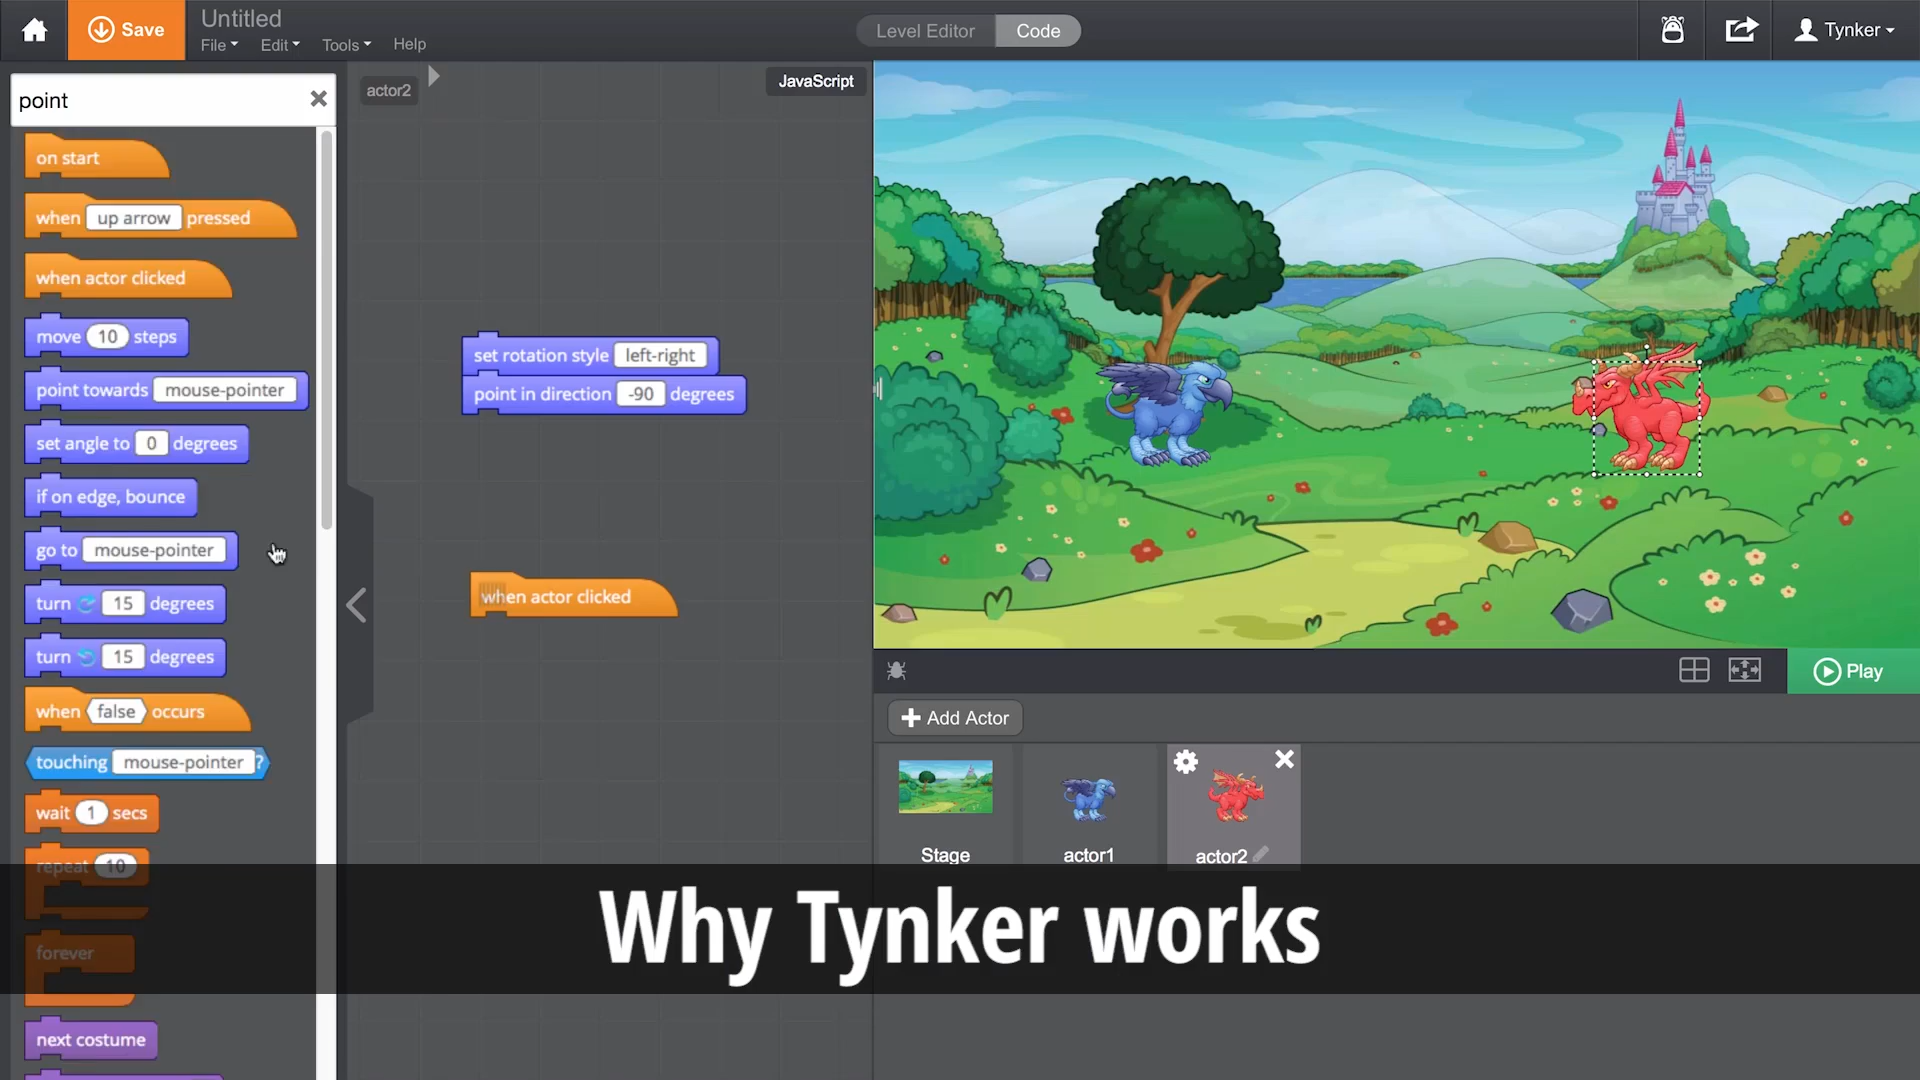 Save
Untitled
File Edit Tools Help
Level Editor Code
Tynker
point
actor2
JavaScript
on start
when up arrow pressed
when actor clicked
move 10 steps
point towards mouse-pointer
set angle to 0 degrees
if on edge, bounce
go to mouse-pointer
turn 15 degrees
turn 15 degrees
when false occurs
touching mouse-pointer ?
wait 1 secs
repeat 10
forever
next costume
set rotation style left-right
point in direction -90 degrees
when actor clicked
Play
Add Actor
Stage actor1 actor2
Why Tynker works